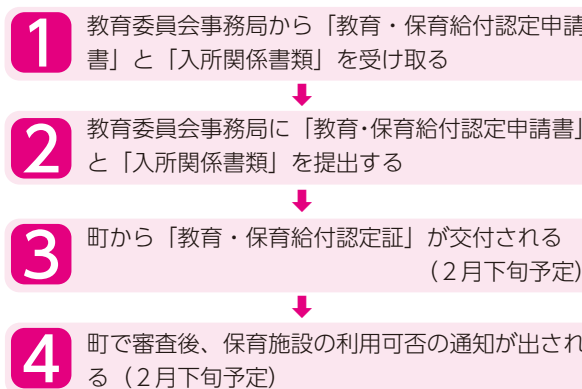 1
教育委員会事務局から「教育・保育給付認定申請
書」と「入所関係書類」を受け取る
2
教育委員会事務局に「教育・保育給付認定申請書」
と「入所関係書類」を提出する
3
町から「教育・保育給付認定証」が交付される
（２月下旬予定）
4
町で審査後、保育施設の利用可否の通知が出され
る（２月下旬予定）